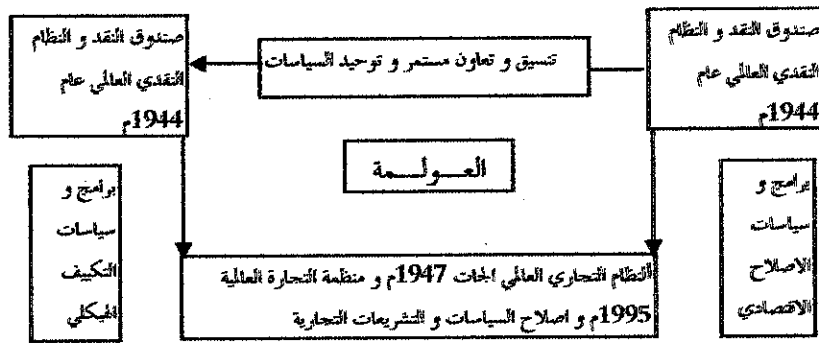 صندوق النقد و النظام
النقدي العالمي عام
1944م
تنسيق و تعاون مستمر و توحيد السياسات
صندوق النقد و النظام
النقدي العالمي عام
1944م
العـــولـــمة
برامج و
سياسات
الاصلاح
الاقتصادي
برامج و
سياسات
التكييف
الهيكلي
النظام التجاري العالمي الجات 1947م و منظمة التجارة العالمية
1995م و اصلاح السياسات و التشريعات التجارية